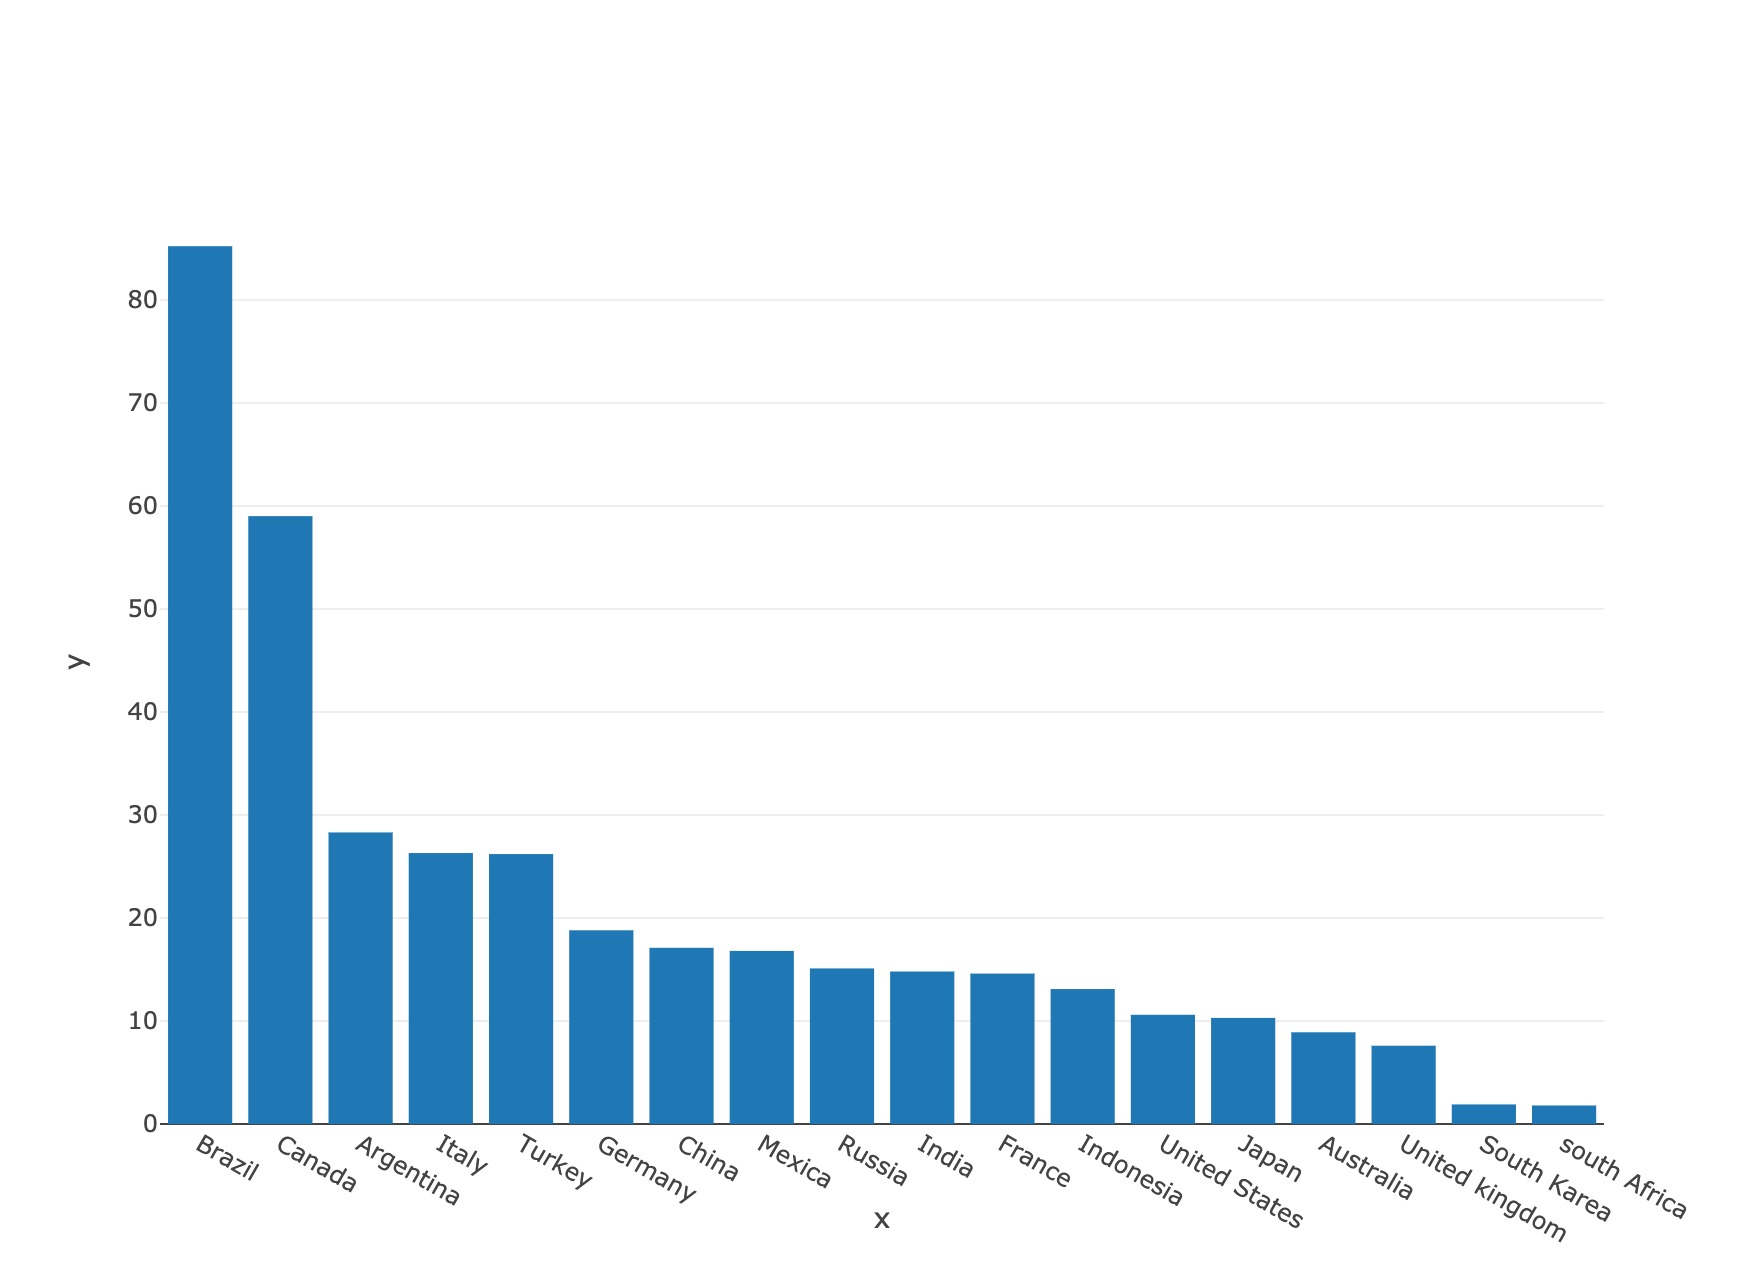 80
70
60
50
40
30
20
10
0
y
Brazil
Canada
Argentina
Italy
Turkey
Germany
China
Mexica
Russia
India
France
Indonesia
United States
Japan
Australia
United kingdom
South Karea
south Africa
x